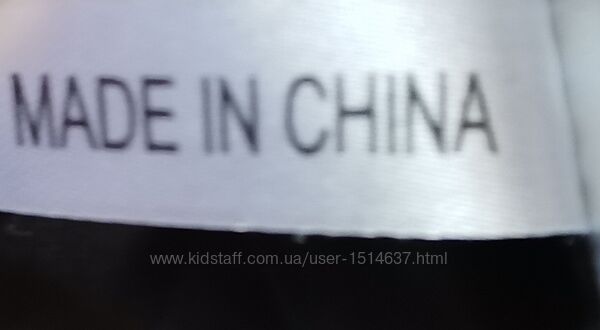 MADE IN CHINA
www.kidstaff.com.ua/user-1514637.html